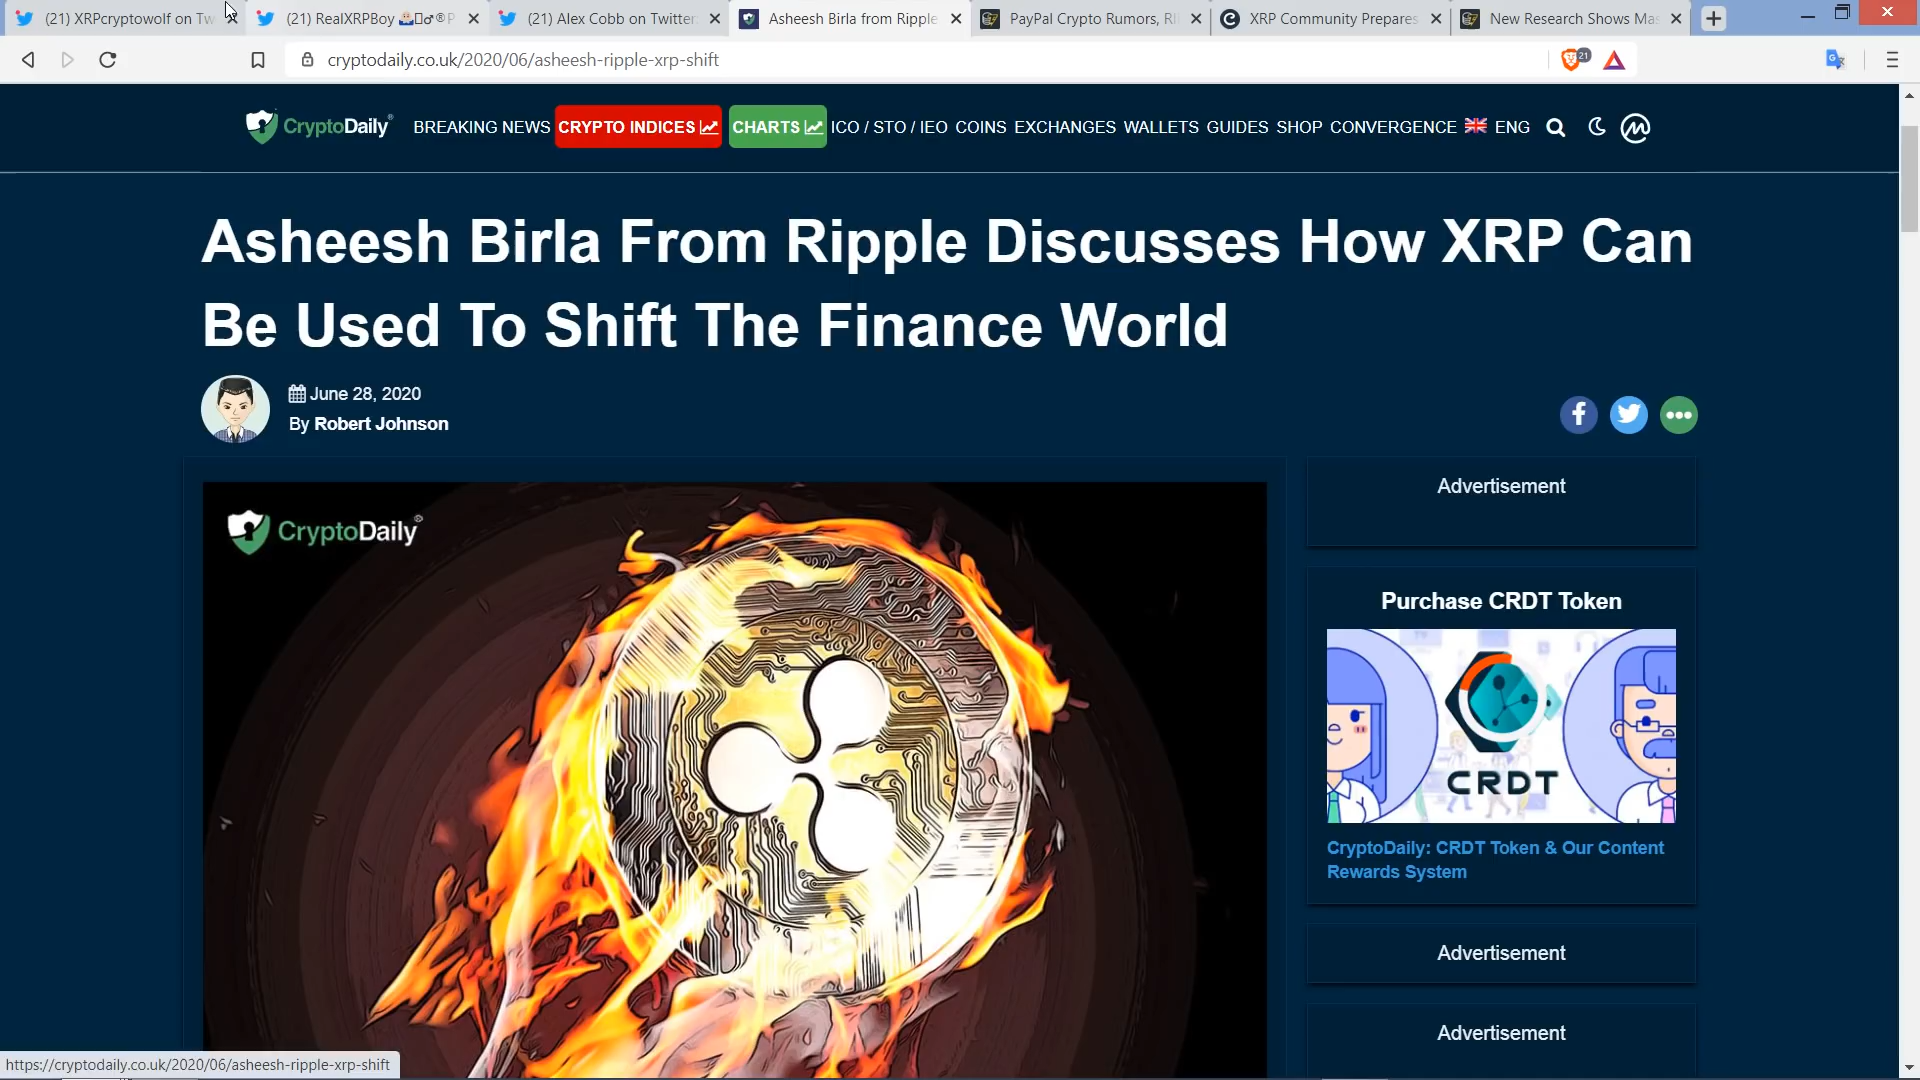 (21) XRPcryptowolf on Tw
(21) RealXRPBoy
(21) Alex Cobb on Twitter
Asheesh Birla from Ripple
PayPal Crypto Rumors, Ri
XRP Community Prepares
New Research Shows Mas
cryptodaily.co.uk/2020/06/asheesh-ripple-xrp-shift
21
CryptoDaily®
BREAKING NEWS
CRYPTO INDICES
CHARTS
ICO / STO / IEO
COINS
EXCHANGES
WALLETS
GUIDES
SHOP
CONVERGENCE
ENG
Asheesh Birla From Ripple Discusses How XRP Can
Be Used To Shift The Finance World
June 28, 2020
By Robert Johnson
CryptoDaily®
Advertisement
Purchase CRDT Token
CRDT
CryptoDaily: CRDT Token & Our Content
Rewards System
Advertisement
Advertisement
https://cryptodaily.co.uk/2020/06/asheesh-ripple-xrp-shift